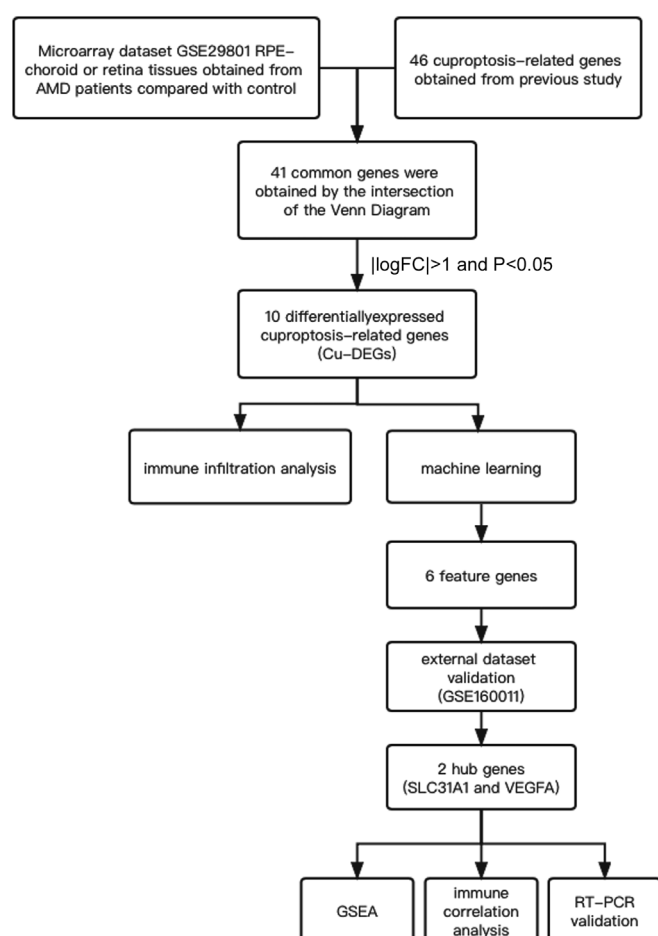 Microarray dataset GSE29801 RPE–
choroid or retina tissues obtained from
AMD patients compared with control
46 cuproptosis–related genes
obtained from previous study
41 common genes were
obtained by the intersection
of the Venn Diagram
|logFC|>1 and P<0.05
10 differentiallyexpressed
cuproptosis–related genes
(Cu–DEGs)
immune infiltration analysis
machine learning
6 feature genes
external dataset
validation
(GSE160011)
2 hub genes
(SLC31A1 and VEGFA)
GSEA
immune
correlation
analysis
RT–PCR
validation